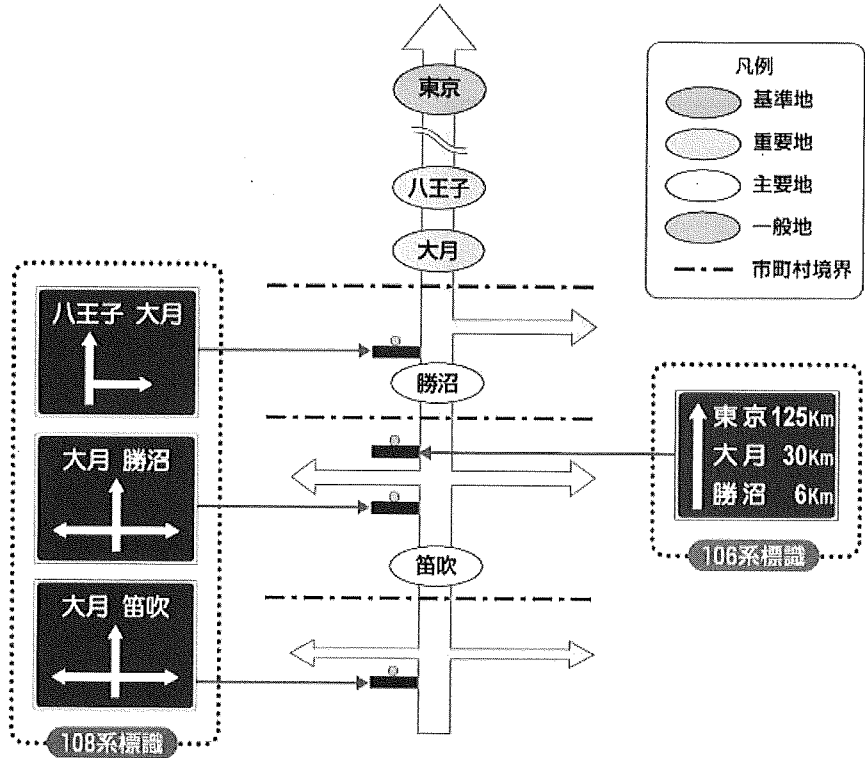 東京
八王子
大月
勝沼
笛吹
凡例
基準地
重要地
主要地
一般地
市町村境界
八王子 大月
大月 勝沼
大月 笛吹
108系標識
東京 125Km
大月 30Km
勝沼 6Km
106系標識